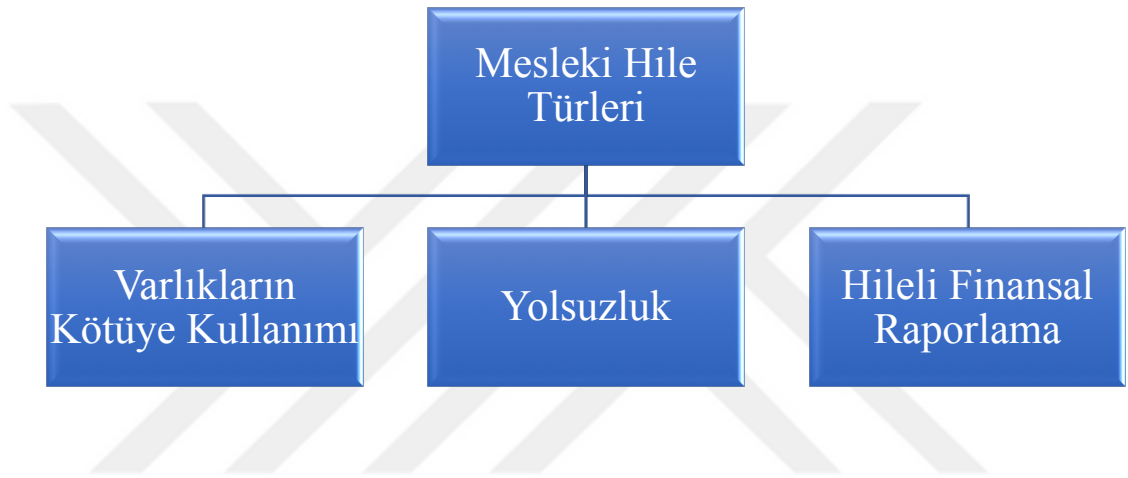 Mesleki Hile
Türleri
Varlıkların
Kötüye Kullanımı
Yolsuzluk
Hileli Finansal
Raporlama